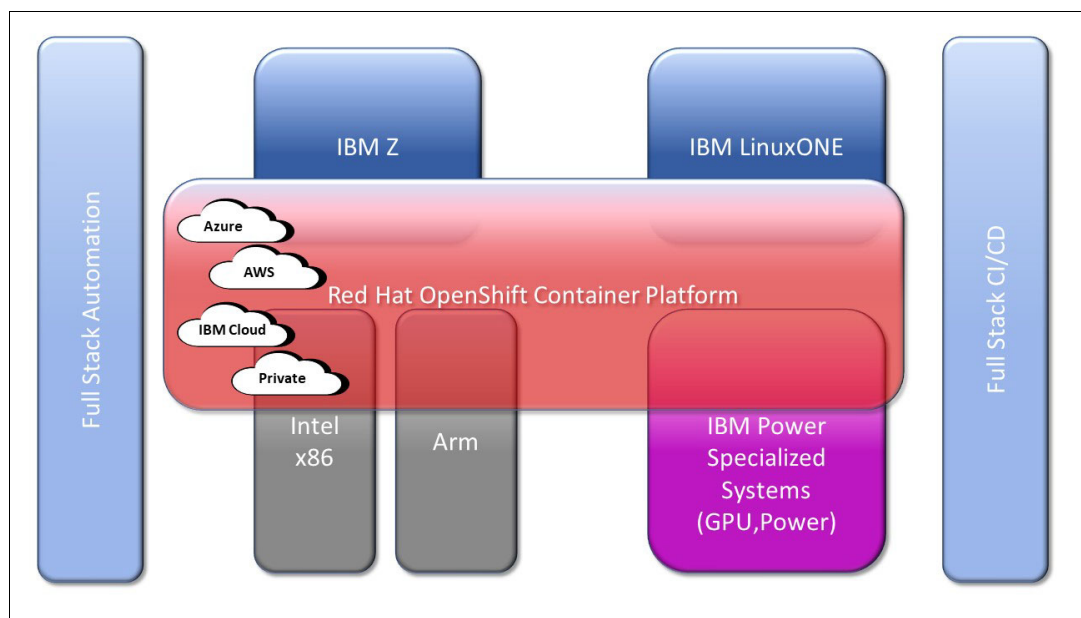 Full Stack Automation
IBM Z
IBM LinuxONE
Azure
AWS
Red Hat OpenShift Container Platform
IBM Cloud
Private
Intel
x86
Arm
IBM Power
Specialized
Systems
(GPU,Power)
Full Stack CI/CD